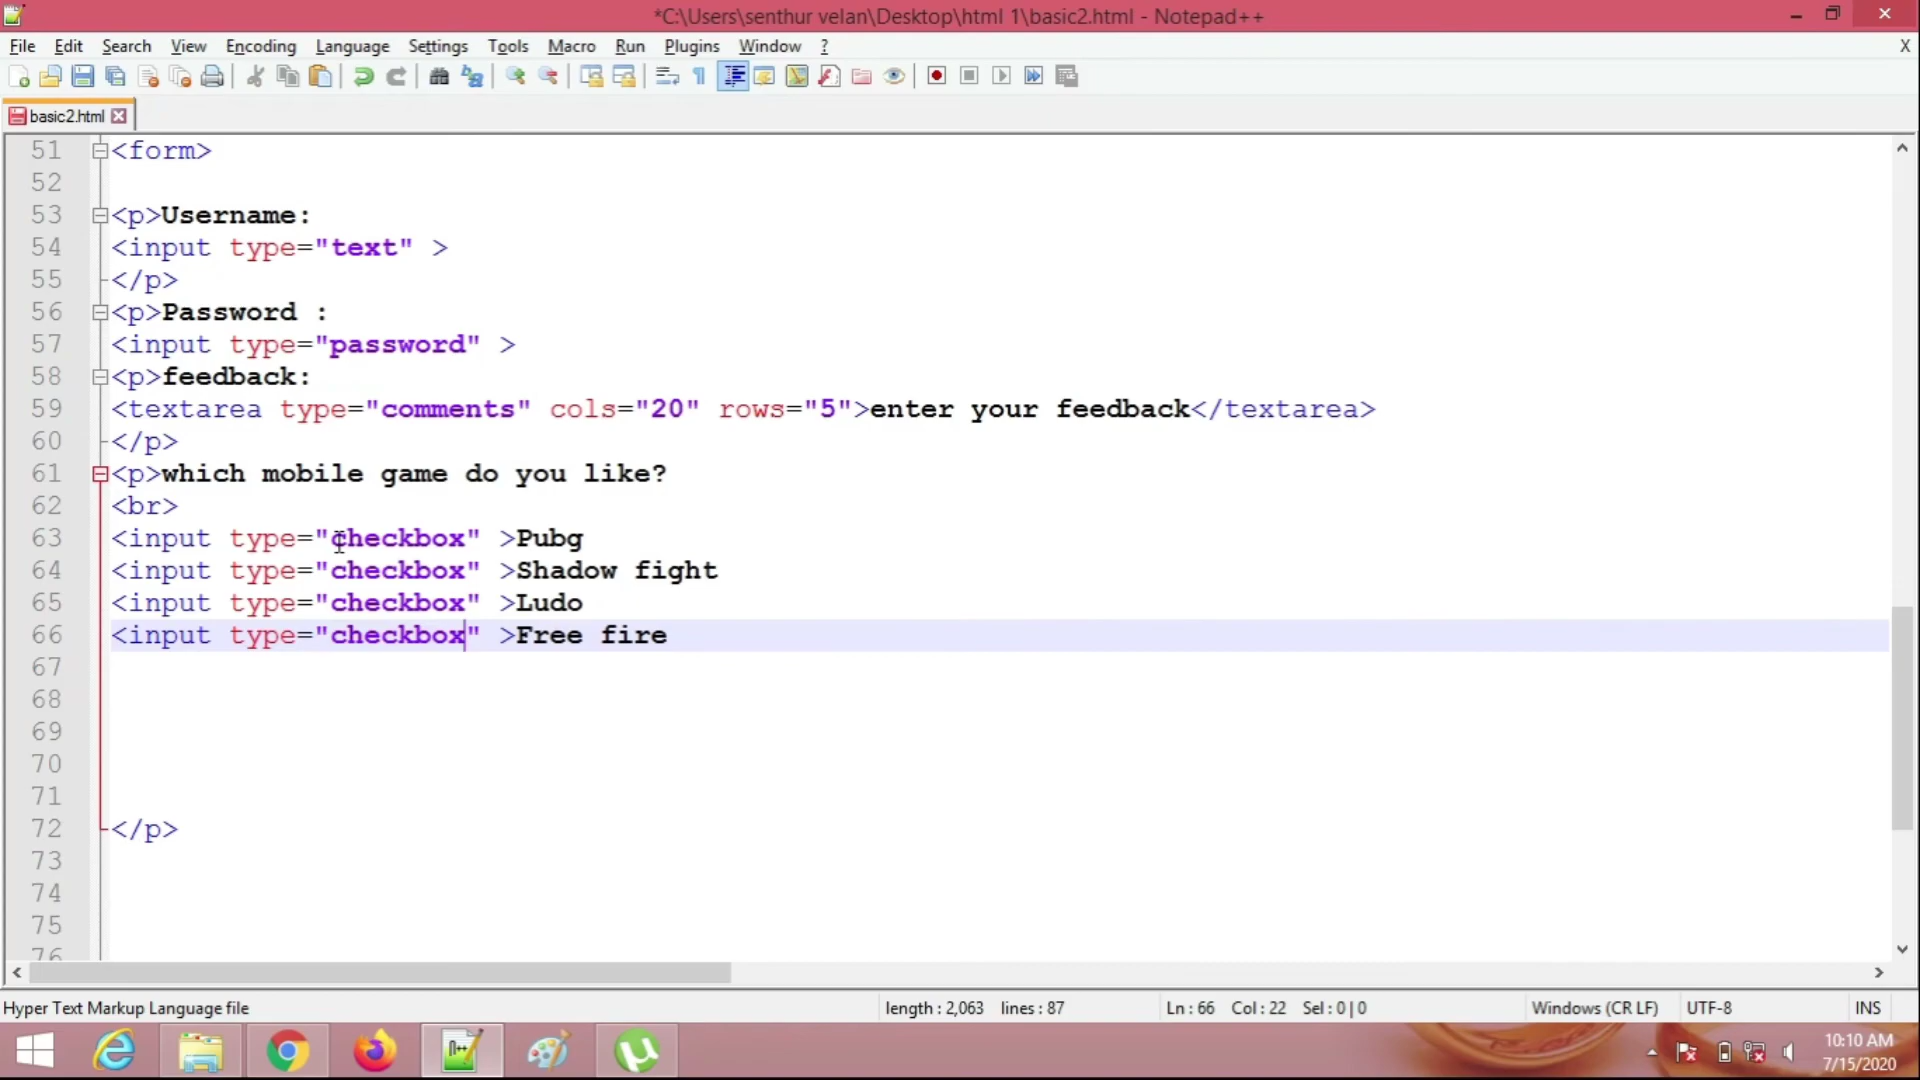 *C:\Users\senthur velan\Desktop\html 1\basic2.html - Notepad++
File Edit Search View Encoding Language Settings Tools Macro Run Plugins Window ? X
basic2.html
51 <form>
52
53 <p>Username:
54 <input type="text" >
55 </p>
56 <p>Password :
57 <input type="password" >
58 <p>feedback:
59 <textarea type="comments" cols="20" rows="5">enter your feedback</textarea>
60 </p>
61 <p>which mobile game do you like?
62 <br>
63 <input type="checkbox" >Pubg
64 <input type="checkbox" >Shadow fight
65 <input type="checkbox" >Ludo
66 <input type="checkbox" >Free fire
67
68
69
70
71
72 </p>
73
74
75
76
Hyper Text Markup Language file length : 2,063 lines : 87 Ln : 66 Col : 22 Sel : 0 | 0 Windows (CR LF) UTF-8 INS
10:10 AM
7/15/2020